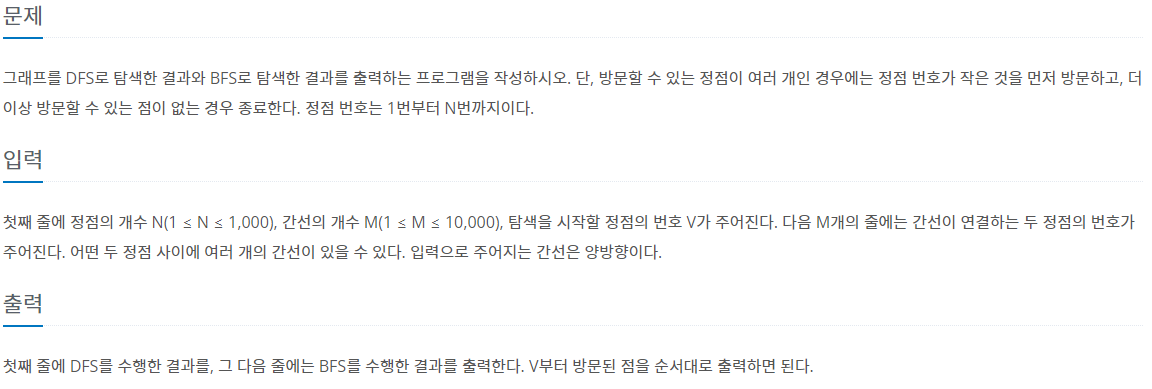 문제
그래프를 DFS로 탐색한 결과와 BFS로 탐색한 결과를 출력하는 프로그램을 작성하시오. 단, 방문할 수 있는 정점이 여러 개인 경우에는 정점 번호가 작은 것을 먼저 방문하고, 더
이상 방문할 수 있는 점이 없는 경우 종료한다. 정점 번호는 1번부터 N번까지이다.
입력
첫째 줄에 정점의 개수 N(1 ≤ N ≤ 1,000), 간선의 개수 M(1 ≤ M ≤ 10,000), 탐색을 시작할 정점의 번호 V가 주어진다. 다음 M개의 줄에는 간선이 연결하는 두 정점의 번호가
주어진다. 어떤 두 정점 사이에 여러 개의 간선이 있을 수 있다. 입력으로 주어지는 간선은 양방향이다.
출력
첫째 줄에 DFS를 수행한 결과를, 그 다음 줄에는 BFS를 수행한 결과를 출력한다. V부터 방문된 점을 순서대로 출력하면 된다.